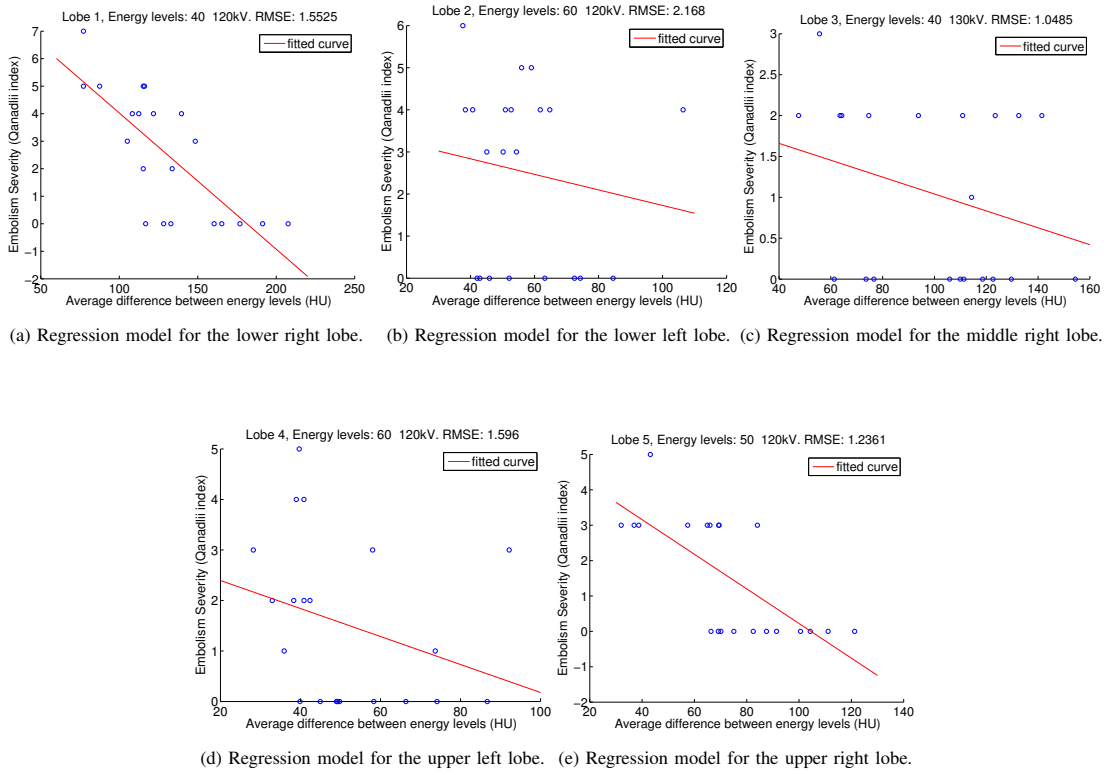 Lobe 1, Energy levels: 40 120kV. RMSE: 1.5525
fitted curve
Embolism Severity (Qanadlii index)
7
6
5
4
3
2
1
0
−1
−2
50 100 150 200 250
Average difference between energy levels (HU)
(a) Regression model for the lower right lobe.
Lobe 2, Energy levels: 60 120kV. RMSE: 2.168
fitted curve
Embolism Severity (Qanadlii index)
6
5
4
3
2
1
0
20 40 60 80 100 120
Average difference between energy levels (HU)
(b) Regression model for the lower left lobe.
Lobe 3, Energy levels: 40 130kV. RMSE: 1.0485
fitted curve
Embolism Severity (Qanadlii index)
3
2.5
2
1.5
1
0.5
0
40 60 80 100 120 140 160
Average difference between energy levels (HU)
(c) Regression model for the middle right lobe.
Lobe 4, Energy levels: 60 120kV. RMSE: 1.596
fitted curve
Embolism Severity (Qanadlii index)
5
4
3
2
1
0
20 40 60 80 100
Average difference between energy levels (HU)
(d) Regression model for the upper left lobe.
Lobe 5, Energy levels: 50 120kV. RMSE: 1.2361
fitted curve
Embolism Severity (Qanadlii index)
5
4
3
2
1
0
−1
−2
20 40 60 80 100 120 140
Average difference between energy levels (HU)
(e) Regression model for the upper right lobe.